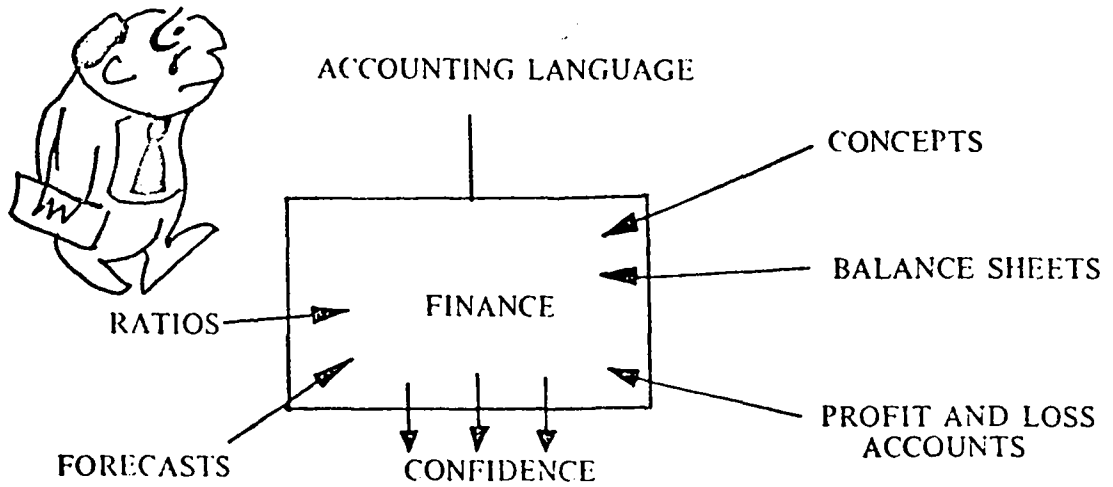 ACCOUNTING LANGUAGE
CONCEPTS
BALANCE SHEETS
FINANCE
RATIOS
PROFIT AND LOSS
ACCOUNTS
FORECASTS
CONFIDENCE